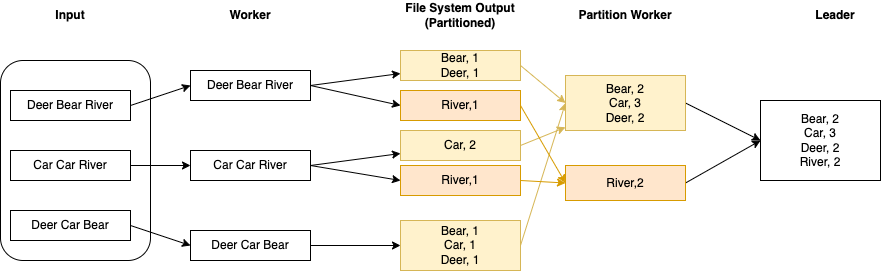 Input
Worker
File System Output
(Partitioned)
Partition Worker
Leader
Deer Bear River
Car Car River
Deer Car Bear
Deer Bear River
Car Car River
Deer Car Bear
Bear, 1
Deer, 1
River,1
Car, 2
River,1
Bear, 1
Car, 1
Deer, 1
Bear, 2
Car, 3
Deer, 2
River,2
Bear, 2
Car, 3
Deer, 2
River, 2